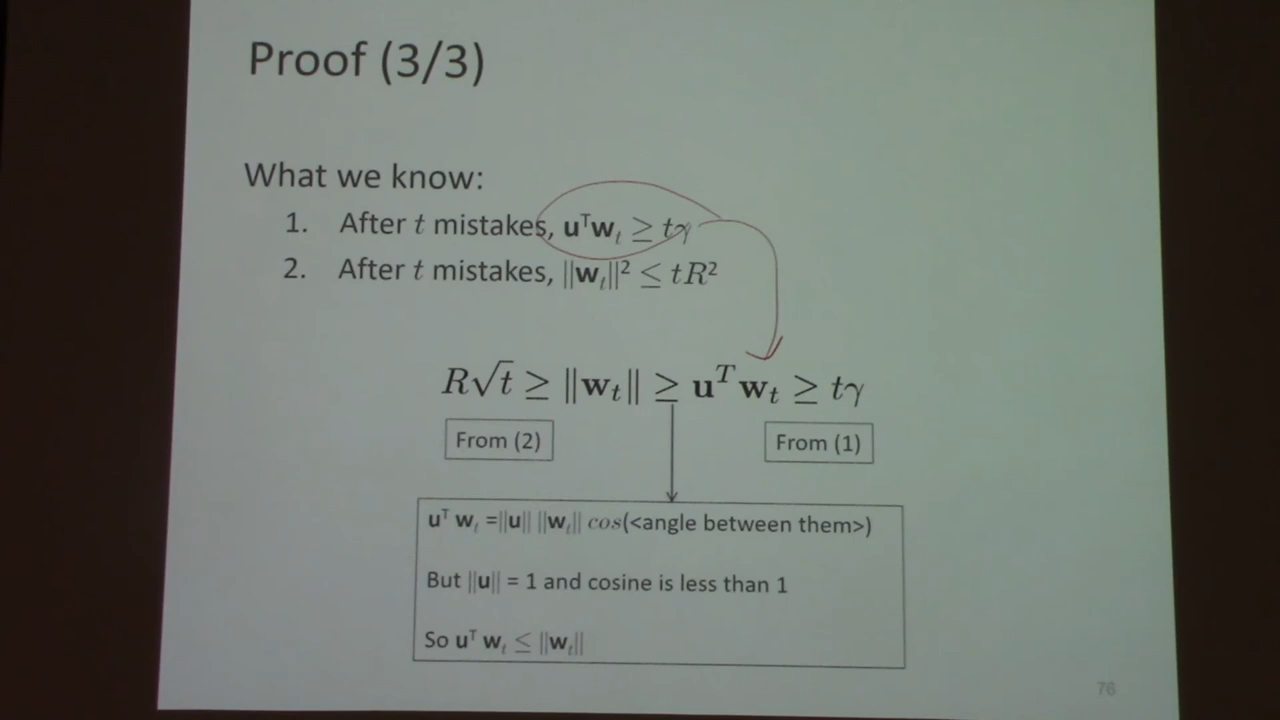 Proof (3/3)
What we know:
1. After t mistakes, uᵀwₜ ≥ tγ
2. After t mistakes, ||wₜ||² ≤ tR²
R√t ≥ ||wₜ|| ≥ uᵀwₜ ≥ tγ
From (2) From (1)
uᵀ wₜ =||u|| ||wₜ|| cos(<angle between them>)
But ||u|| = 1 and cosine is less than 1
So uᵀ wₜ ≤ ||wₜ||
76